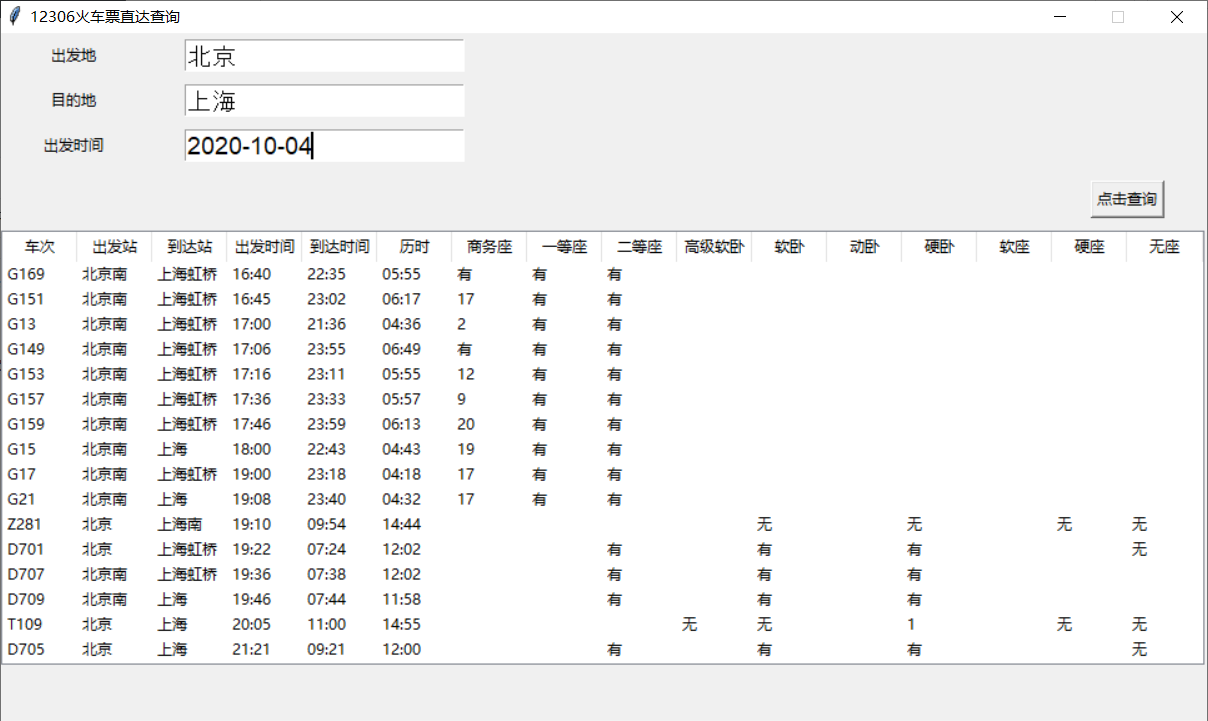 12306火车票直达查询
出发地 北京
目的地 上海
出发时间 2020-10-04
点击查询
车次 出发站 到达站 出发时间 到达时间 历时 商务座 一等座 二等座 高级软卧 软卧 动卧 硬卧 软座 硬座 无座
G169 北京南 上海虹桥 16:40 22:35 05:55 有 有 有
G151 北京南 上海虹桥 16:45 23:02 06:17 17 有 有
G13 北京南 上海虹桥 17:00 21:36 04:36 2 有 有
G149 北京南 上海虹桥 17:06 23:55 06:49 有 有 有
G153 北京南 上海虹桥 17:16 23:11 05:55 12 有 有
G157 北京南 上海虹桥 17:36 23:33 05:57 9 有 有
G159 北京南 上海虹桥 17:46 23:59 06:13 20 有 有
G15 北京南 上海 18:00 22:43 04:43 19 有 有
G17 北京南 上海虹桥 19:00 23:18 04:18 17 有 有
G21 北京南 上海 19:08 23:40 04:32 17 有 有
Z281 北京 上海南 19:10 09:54 14:44 无 无 无 无
D701 北京 上海虹桥 19:22 07:24 12:02 有 有 有 无
D707 北京南 上海虹桥 19:36 07:38 12:02 有 有 有
D709 北京南 上海 19:46 07:44 11:58 有 有 有
T109 北京 上海 20:05 11:00 14:55 无 无 1 无 无
D705 北京 上海 21:21 09:21 12:00 有 有 有 无